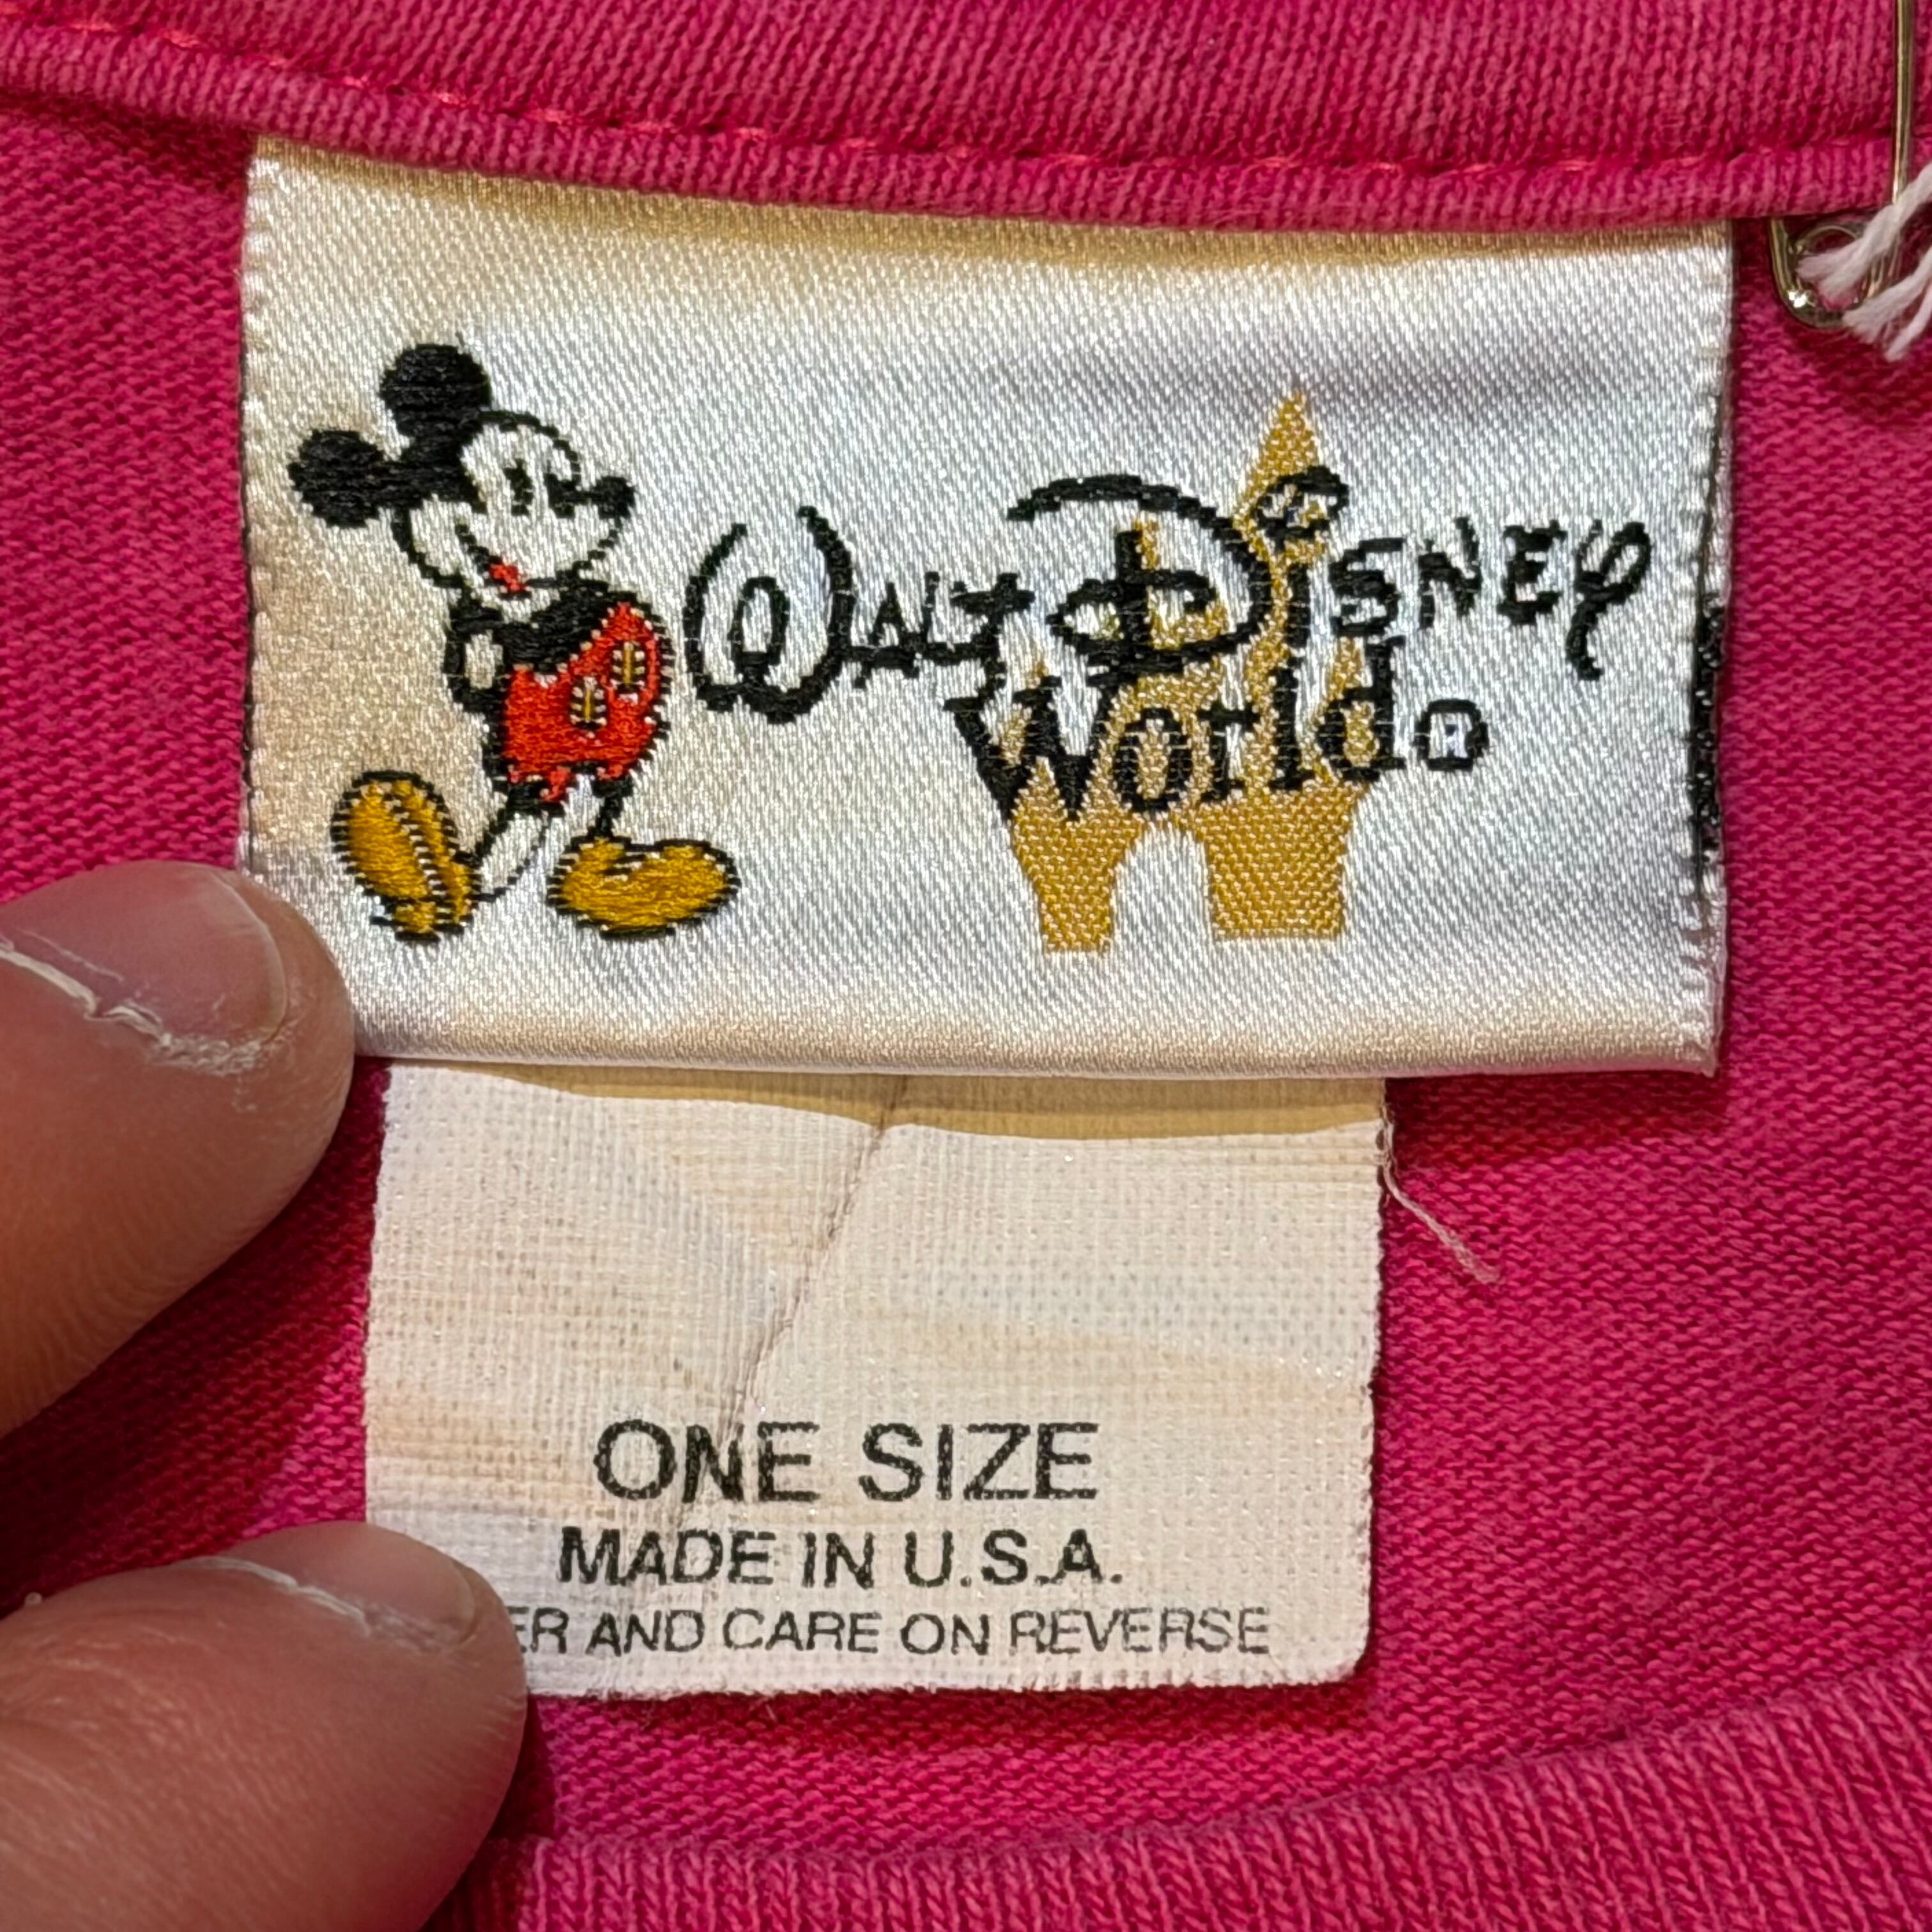 WALT DISNEY
World®
ONE SIZE
MADE IN U.S.A.
ER AND CARE ON REVERSE